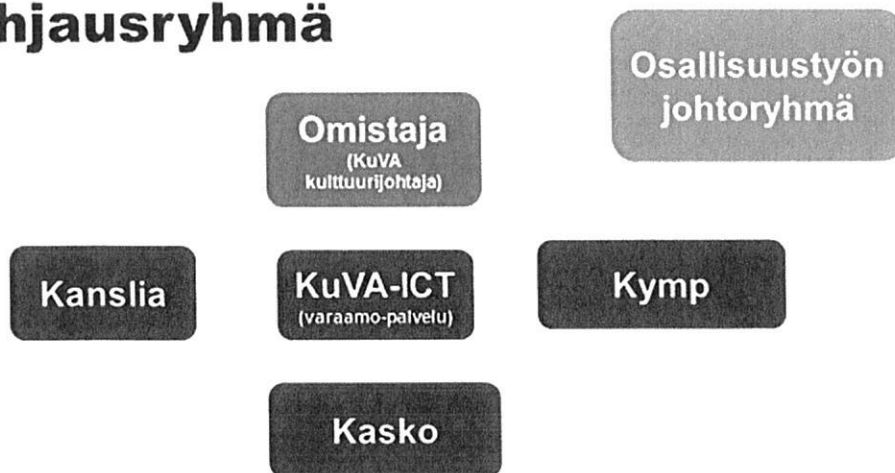 hjausryhmä
Osallisuustyön
johtoryhmä
Omistaja
(KuVA
kulttuurijohtaja)
Kanslia
KuVA-ICT
(varaamo-palvelu)
Kymp
Kasko